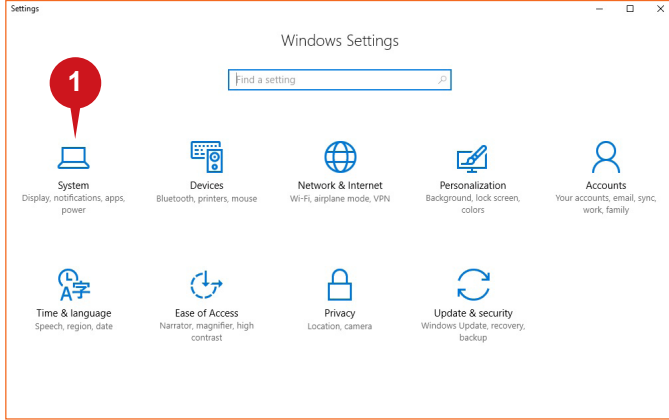 Settings
Windows Settings
Find a setting
1
System
Devices
Network & Internet
Personalization
Accounts
Display, notifications, apps,
power
Bluetooth, printers, mouse
Wi-Fi, airplane mode, VPN
Background, lock screen,
colors
Your accounts, email, sync,
work, family
Time & language
Ease of Access
Privacy
Update & security
Speech, region, date
Narrator, magnifier, high
contrast
Location, camera
Windows Update, recovery,
backup
A字